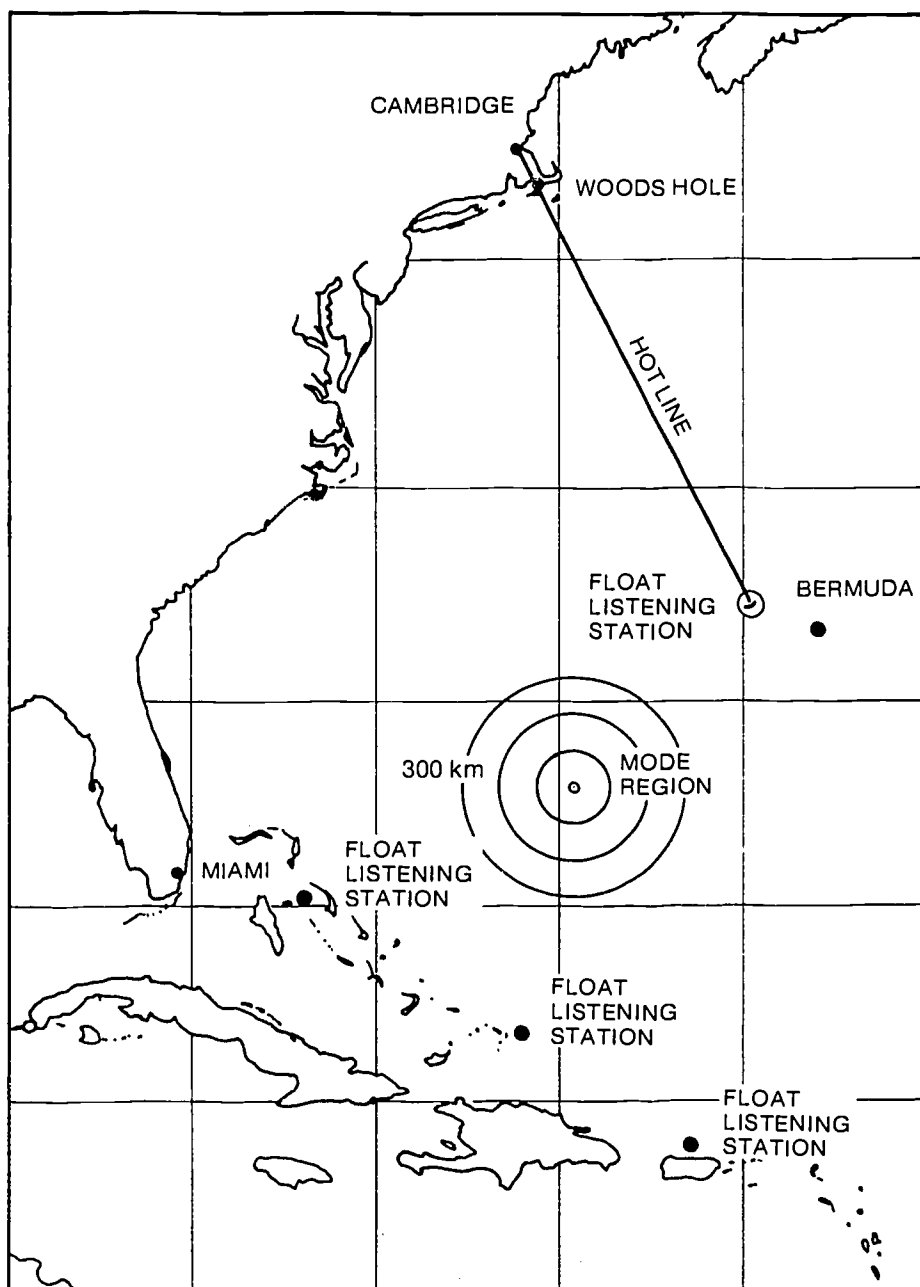 CAMBRIDGE
WOODS HOLE
HOT LINE
FLOAT
LISTENING
STATION
BERMUDA
300 km
MODE
REGION
MIAMI
FLOAT
LISTENING
STATION
FLOAT
LISTENING
STATION
FLOAT
LISTENING
STATION